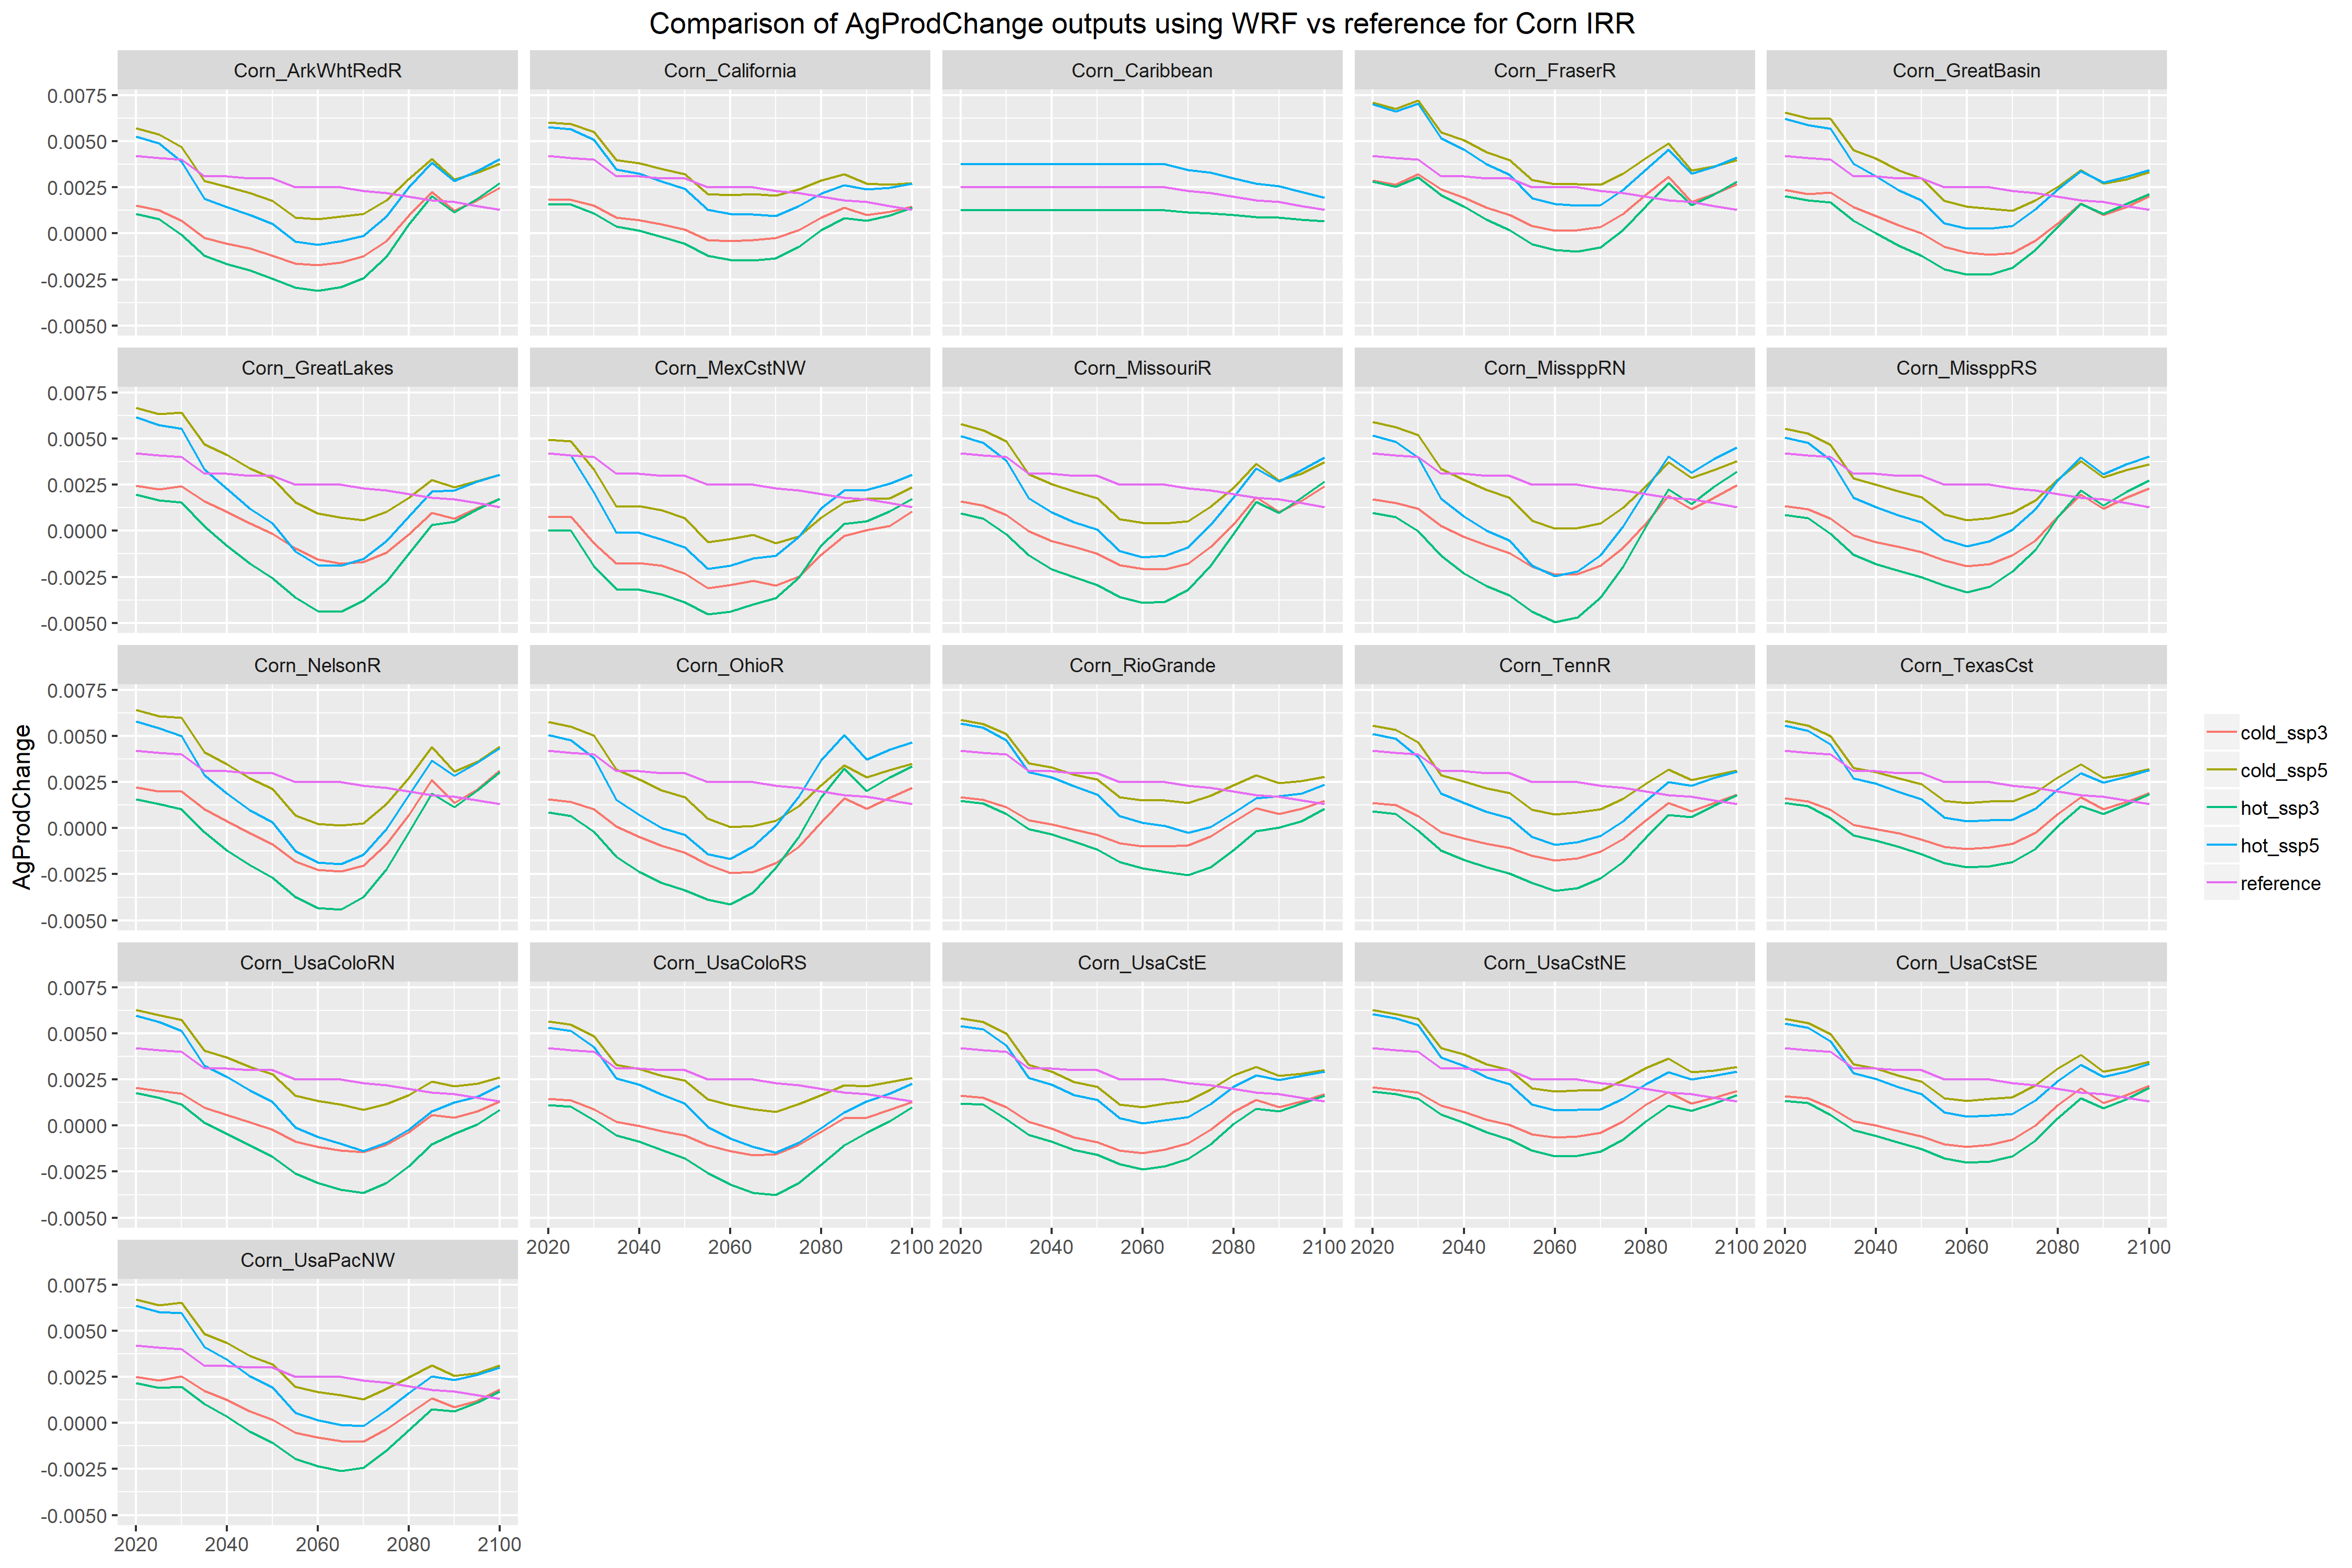 Comparison of AgProdChange outputs using WRF vs reference for Corn IRR
Corn_ArkWhtRedR Corn_California Corn_Caribbean Corn_FraserR Corn_GreatBasin
0.0075
0.0050
0.0025
0.0000
-0.0025
-0.0050
Corn_GreatLakes Corn_MexCstNW Corn_MissouriR Corn_MissppRN Corn_MissppRS
0.0075
0.0050
0.0025
0.0000
-0.0025
-0.0050
Corn_NelsonR Corn_OhioR Corn_RioGrande Corn_TennR Corn_TexasCst
0.0075
0.0050
0.0025
0.0000
-0.0025
-0.0050
AgProdChange
cold_ssp3
cold_ssp5
hot_ssp3
hot_ssp5
reference
Corn_UsaColoRN Corn_UsaColoRS Corn_UsaCstE Corn_UsaCstNE Corn_UsaCstSE
0.0075
0.0050
0.0025
0.0000
-0.0025
-0.0050
2020 2040 2060 2080 2100 2020 2040 2060 2080 2100 2020 2040 2060 2080 2100 2020 2040 2060 2080 2100
Corn_UsaPacNW
0.0075
0.0050
0.0025
0.0000
-0.0025
-0.0050
2020 2040 2060 2080 2100